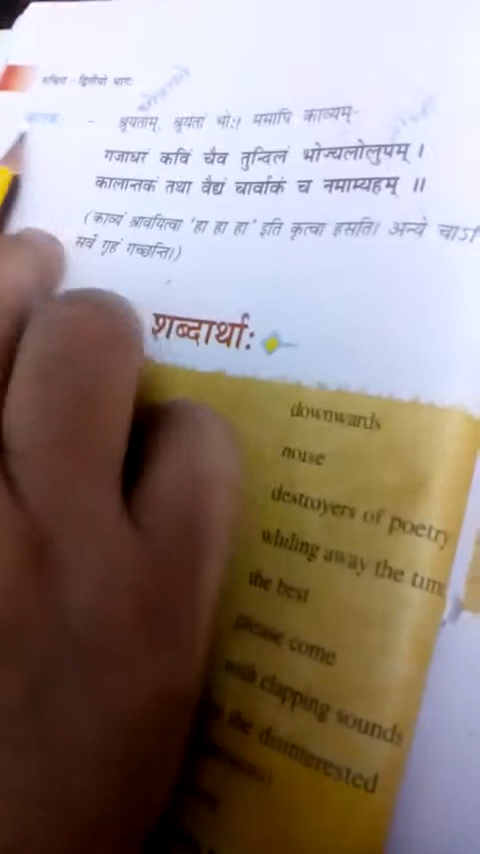 रुचिरा - द्वितीयो भागः
- श्रूयताम्, श्रूयतां भोः! ममापि काव्यम्-
गजाधरं कविं चैव तुन्दिलं भोज्यलोलुपम् ।
कालान्तकं तथा वैद्यं चार्वाकं च नमाम्यहम् ॥
(काव्यं श्रावयित्वा 'हा हा हा' इति कृत्वा हसति। अन्ये चाऽ
सर्वे गृहं गच्छन्ति।)
शब्दार्थाः
downwards
noise
destroyers of poetry
whiling away the time
the best
please come
with clapping sounds
the disinterested